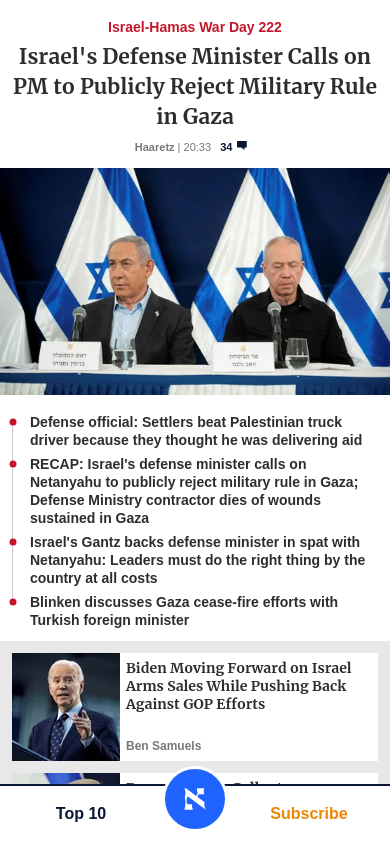 Israel-Hamas War Day 222
Israel's Defense Minister Calls on
PM to Publicly Reject Military Rule
in Gaza
Haaretz | 20:33 34
ראש הממשלה
בנימין נתניהו
שר הביטחון
יואב גלנט
Defense official: Settlers beat Palestinian truck
driver because they thought he was delivering aid
RECAP: Israel's defense minister calls on
Netanyahu to publicly reject military rule in Gaza;
Defense Ministry contractor dies of wounds
sustained in Gaza
Israel's Gantz backs defense minister in spat with
Netanyahu: Leaders must do the right thing by the
country at all costs
Blinken discusses Gaza cease-fire efforts with
Turkish foreign minister
Biden Moving Forward on Israel
Arms Sales While Pushing Back
Against GOP Efforts
Ben Samuels
Top 10
א
Subscribe